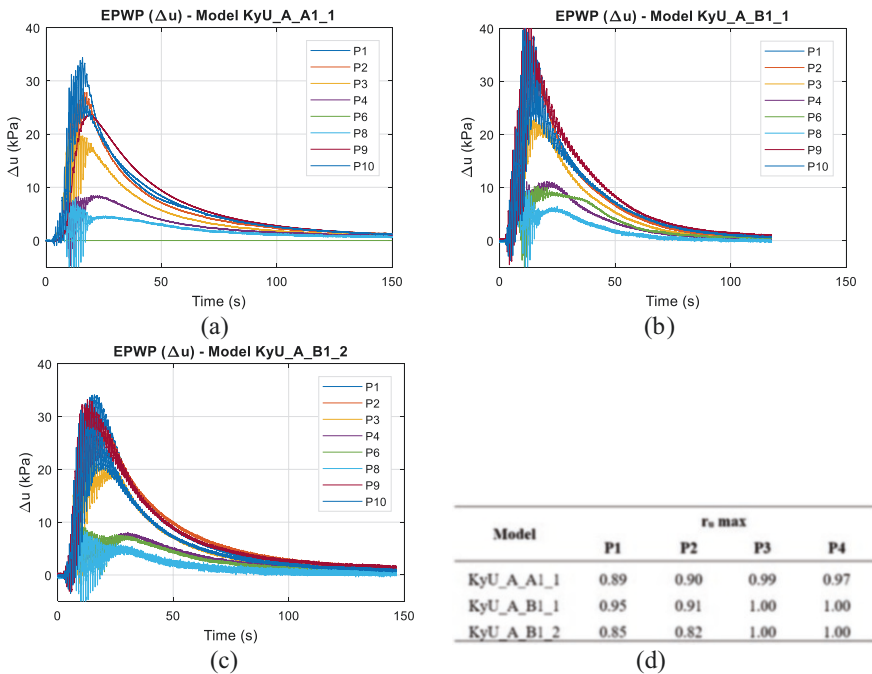 EPWP (Δu) - Model KyU_A_A1_1
40
30
20
10
0
Δu (kPa)
0
50
100
150
Time (s)
P1
P2
P3
P4
P6
P8
P9
P10
(a)
EPWP (Δu) - Model KyU_A_B1_1
40
30
20
10
0
Δu (kPa)
0
50
100
150
Time (s)
P1
P2
P3
P4
P6
P8
P9
P10
(b)
EPWP (Δu) - Model KyU_A_B1_2
40
30
20
10
0
Δu (kPa)
0
50
100
150
Time (s)
P1
P2
P3
P4
P6
P8
P9
P10
(c)
Model
rᵤ max
P1 P2 P3 P4
KyU_A_A1_1 0.89 0.90 0.99 0.97
KyU_A_B1_1 0.95 0.91 1.00 1.00
KyU_A_B1_2 0.85 0.82 1.00 1.00
(d)